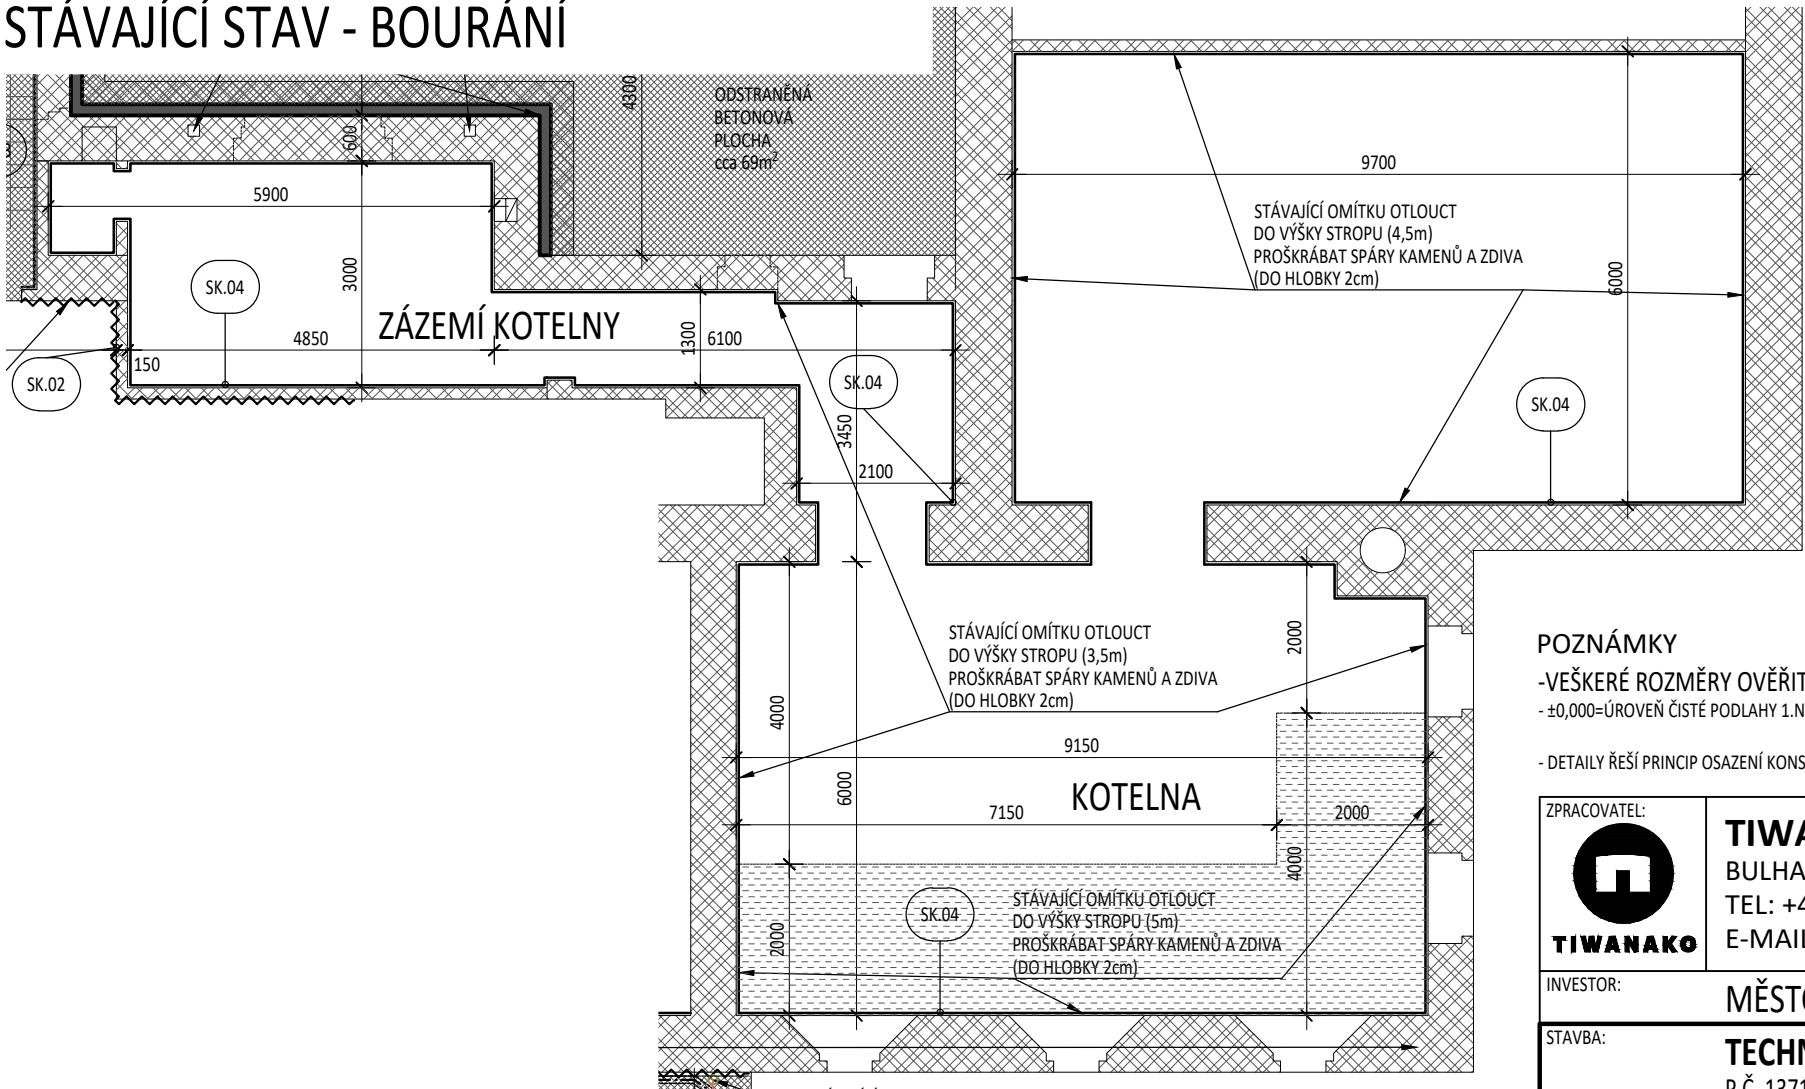 STÁVAJÍCÍ STAV - BOURÁNÍ
4300
ODSTRANĚNÁ
BETONOVÁ
PLOCHA
cca 69m²
600
5900
9700
STÁVAJÍCÍ OMÍTKU OTLOUCT
DO VÝŠKY STROPU (4,5m)
PROŠKRÁBAT SPÁRY KAMENŮ A ZDIVA
(DO HLOBKY 2cm)
6000
SK.04
3000
ZÁZEMÍ KOTELNY
4850
1300
6100
150
SK.02
SK.04
SK.04
3450
2100
STÁVAJÍCÍ OMÍTKU OTLOUCT
DO VÝŠKY STROPU (3,5m)
PROŠKRÁBAT SPÁRY KAMENŮ A ZDIVA
(DO HLOBKY 2cm)
2000
4000
9150
6000
KOTELNA
7150
2000
4000
2000
SK.04
STÁVAJÍCÍ OMÍTKU OTLOUCT
DO VÝŠKY STROPU (5m)
PROŠKRÁBAT SPÁRY KAMENŮ A ZDIVA
(DO HLOBKY 2cm)
POZNÁMKY
-VEŠKERÉ ROZMĚRY OVĚŘIT
- ±0,000=ÚROVEŇ ČISTÉ PODLAHY 1.N
- DETAILY ŘEŠÍ PRINCIP OSAZENÍ KONS
ZPRACOVATEL:
TIWANAKO
TIWA
BULHA
TEL: +4
E-MAIL
INVESTOR:
MĚSTO
STAVBA:
TECHN